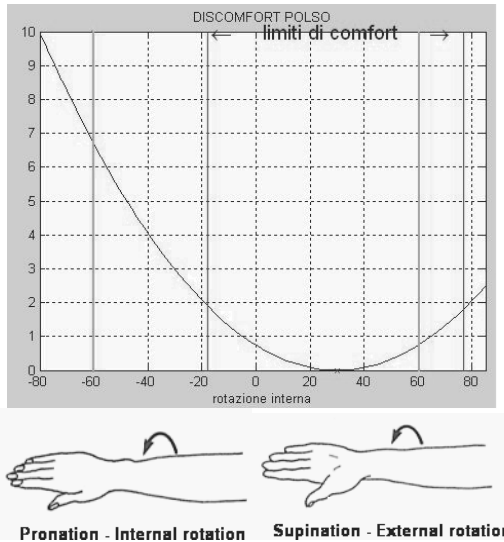 DISCOMFORT POLSO
← limiti di comfort →
10
9
8
7
6
5
4
3
2
1
0
-80 -60 -40 -20 0 20 40 60 80
rotazione interna
Pronation - Internal rotation Supination - External rotation